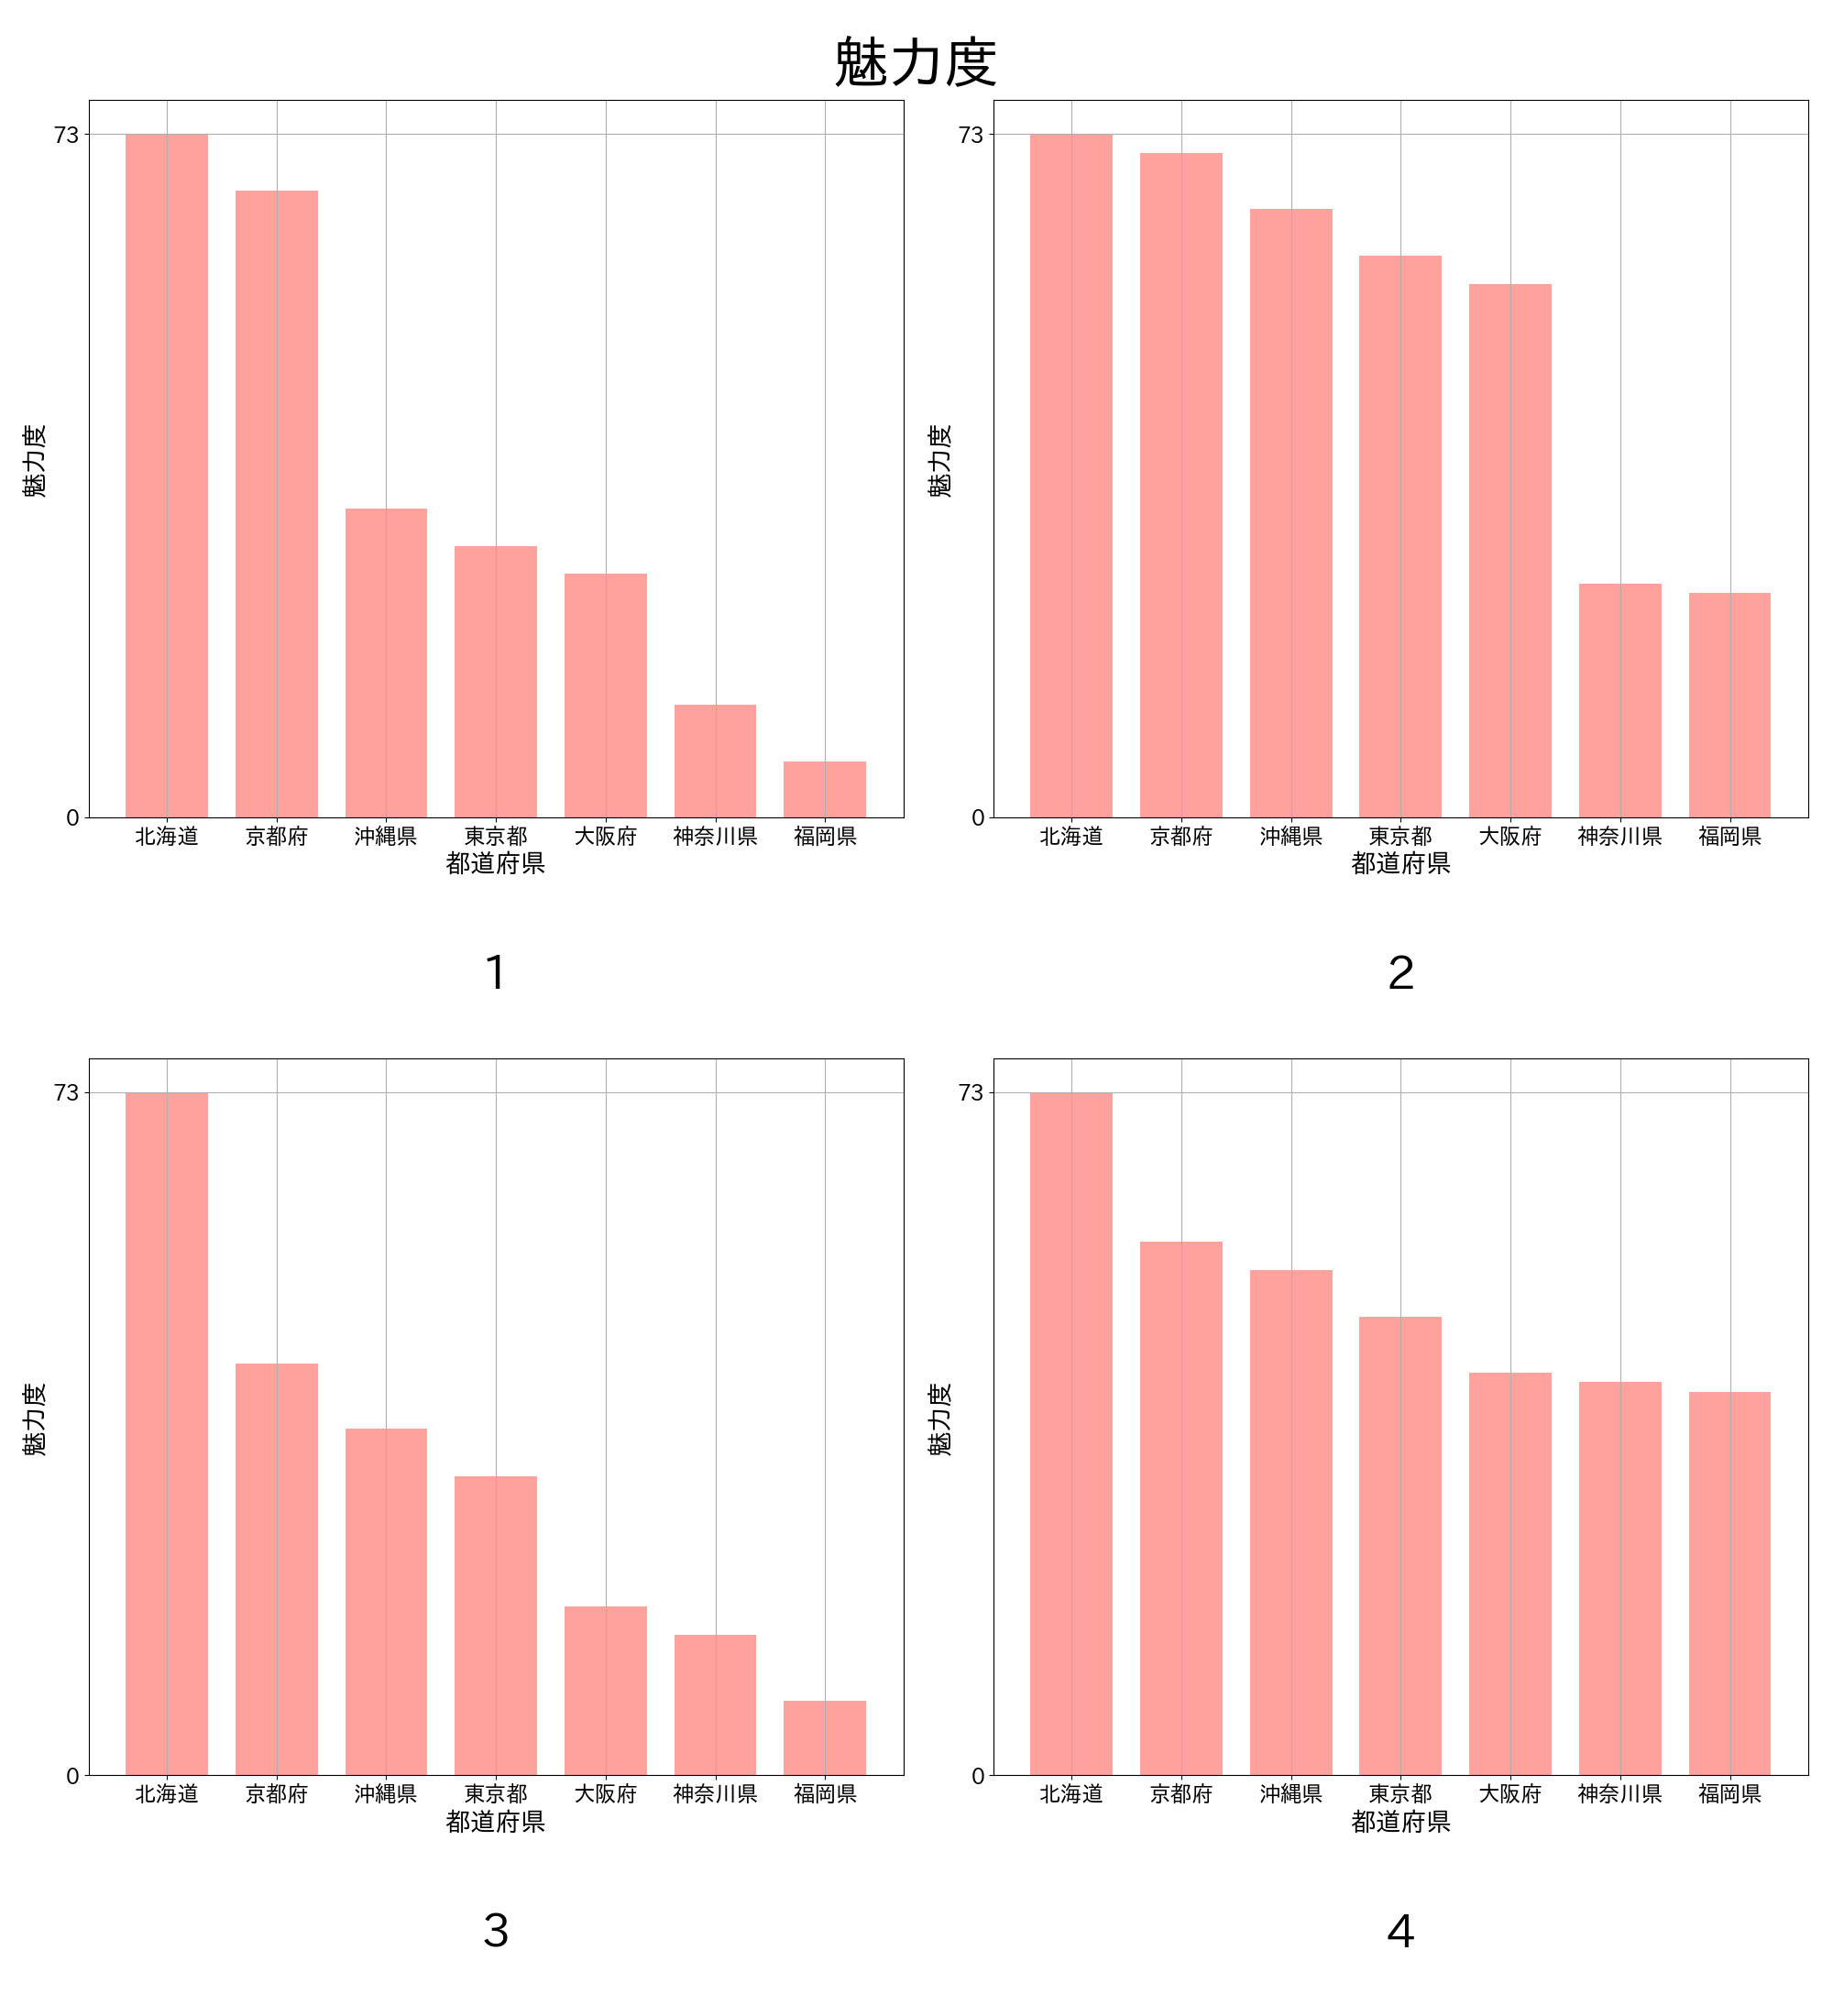 魅力度
73
0
魅力度
北海道 京都府 沖縄県 東京都 大阪府 神奈川県 福岡県
都道府県
1
73
0
魅力度
北海道 京都府 沖縄県 東京都 大阪府 神奈川県 福岡県
都道府県
2
73
0
魅力度
北海道 京都府 沖縄県 東京都 大阪府 神奈川県 福岡県
都道府県
3
73
0
魅力度
北海道 京都府 沖縄県 東京都 大阪府 神奈川県 福岡県
都道府県
4